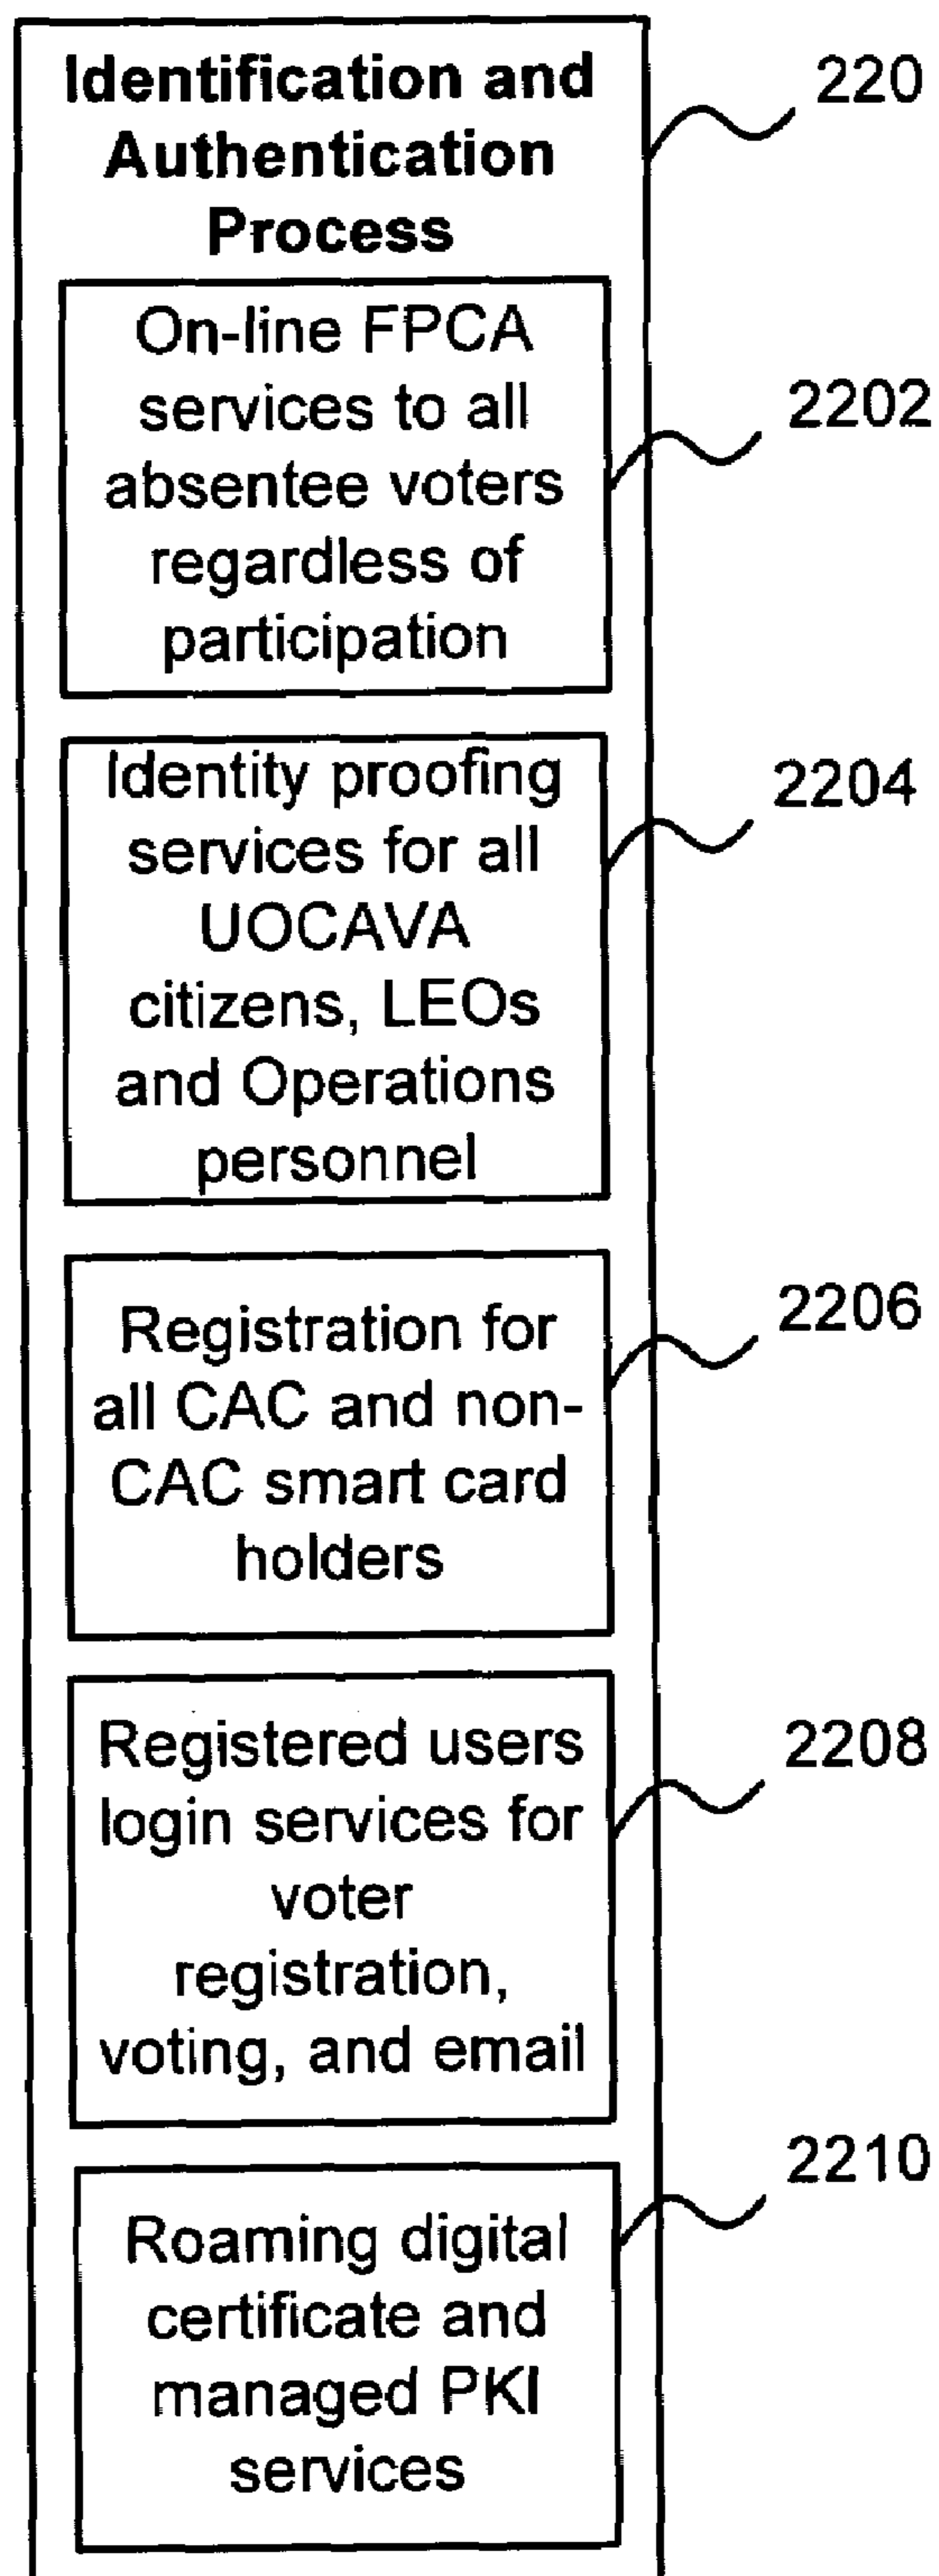 Identification and
Authentication
Process
220
On-line FPCA
services to all
absentee voters
regardless of
participation
2202
Identity proofing
services for all
UOCAVA
citizens, LEOs
and Operations
personnel
2204
Registration for
all CAC and non-
CAC smart card
holders
2206
Registered users
login services for
voter
registration,
voting, and email
2208
Roaming digital
certificate and
managed PKI
services
2210